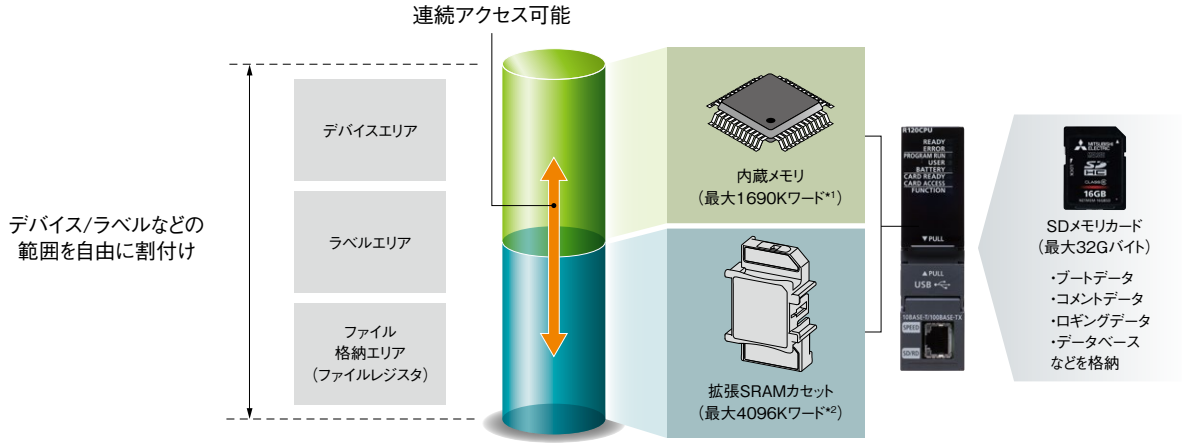 連続アクセス可能
デバイスエリア
ラベルエリア
ファイル
格納エリア
(ファイルレジスタ)
デバイス/ラベルなどの
範囲を自由に割付け
内蔵メモリ
(最大1690Kワード*1)
拡張SRAMカセット
(最大4096Kワード*2)
R120CPU
READY
ERROR
PROGRAM RUN
USER
BATTERY
CARD READY
CARD ACCESS
FUNCTION
▼PULL
▲PULL
USB
10BASE-T/100BASE-TX
SPEED
SD/RD
MITSUBISHI
ELECTRIC
SD
HC
CLASS
16GB
SDメモリカード
(最大32Gバイト)
・ブートデータ
・コメントデータ
・ロギングデータ
・データベース
などを格納